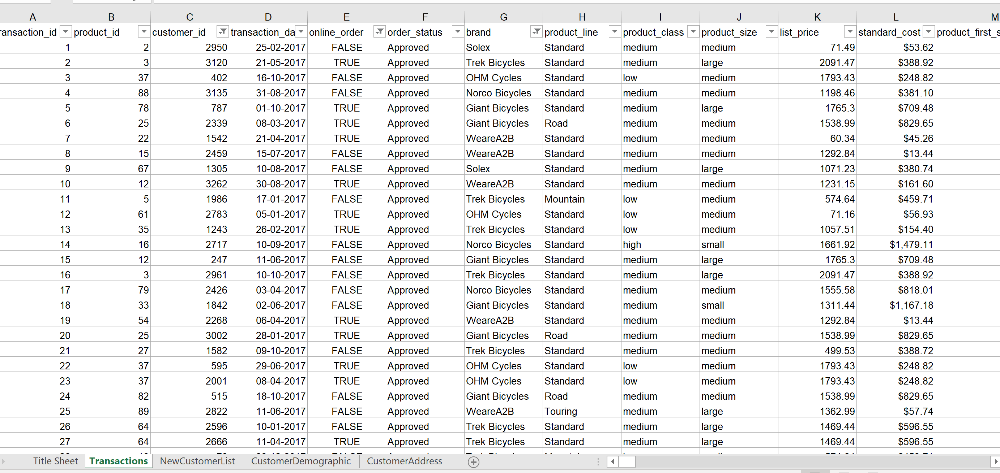 A B C D E F G H I J K L M
ransaction_id product_id customer_id transaction_da online_order order_status brand product_line product_class product_size list_price standard_cost product_first_s
1 2 2950 25-02-2017 FALSE Approved Solex Standard medium medium 71.49 $53.62
2 3 3120 21-05-2017 TRUE Approved Trek Bicycles Standard medium large 2091.47 $388.92
3 37 402 16-10-2017 FALSE Approved OHM Cycles Standard low medium 1793.43 $248.82
4 88 3135 31-08-2017 FALSE Approved Norco Bicycles Standard medium medium 1198.46 $381.10
5 78 787 01-10-2017 TRUE Approved Giant Bicycles Standard medium large 1765.3 $709.48
6 25 2339 08-03-2017 TRUE Approved Giant Bicycles Road medium medium 1538.99 $829.65
7 22 1542 21-04-2017 TRUE Approved WeareA2B Standard medium medium 60.34 $45.26
8 15 2459 15-07-2017 FALSE Approved WeareA2B Standard medium medium 1292.84 $13.44
9 67 1305 10-08-2017 FALSE Approved Solex Standard medium large 1071.23 $380.74
10 12 3262 30-08-2017 TRUE Approved WeareA2B Standard medium medium 1231.15 $161.60
11 5 1986 17-01-2017 FALSE Approved Trek Bicycles Mountain low medium 574.64 $459.71
12 61 2783 05-01-2017 TRUE Approved OHM Cycles Standard low medium 71.16 $56.93
13 35 1243 26-02-2017 TRUE Approved Trek Bicycles Standard low medium 1057.51 $154.40
14 16 2717 10-09-2017 FALSE Approved Norco Bicycles Standard high small 1661.92 $1,479.11
15 12 247 11-06-2017 FALSE Approved Giant Bicycles Standard medium large 1765.3 $709.48
16 3 2961 10-10-2017 FALSE Approved Trek Bicycles Standard medium large 2091.47 $388.92
17 79 2426 03-04-2017 FALSE Approved Norco Bicycles Standard medium medium 1555.58 $818.01
18 33 1842 02-06-2017 FALSE Approved Giant Bicycles Standard medium small 1311.44 $1,167.18
19 54 2268 06-04-2017 TRUE Approved WeareA2B Standard medium medium 1292.84 $13.44
20 25 3002 28-01-2017 TRUE Approved Giant Bicycles Road medium medium 1538.99 $829.65
21 27 1582 09-10-2017 FALSE Approved Trek Bicycles Standard medium medium 499.53 $388.72
22 37 595 29-06-2017 TRUE Approved OHM Cycles Standard low medium 1793.43 $248.82
23 37 2001 08-04-2017 TRUE Approved OHM Cycles Standard low medium 1793.43 $248.82
24 82 515 18-10-2017 FALSE Approved Giant Bicycles Road medium medium 1538.99 $829.65
25 89 2822 11-06-2017 FALSE Approved WeareA2B Touring medium large 1362.99 $57.74
26 64 2596 10-01-2017 FALSE Approved Trek Bicycles Standard medium large 1469.44 $596.55
27 64 2666 11-04-2017 TRUE Approved Trek Bicycles Standard medium large 1469.44 $596.55
Title Sheet Transactions NewCustomerList CustomerDemographic CustomerAddress